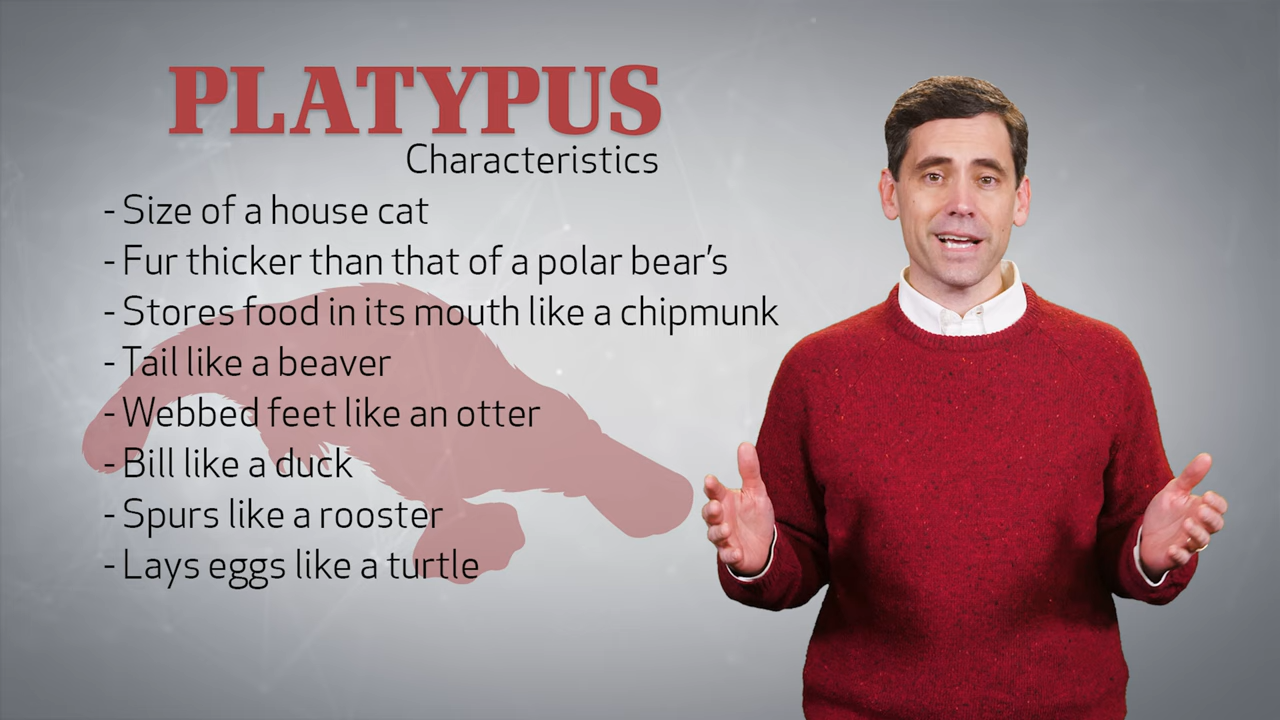 PLATYPUS
Characteristics
- Size of a house cat
- Fur thicker than that of a polar bear’s
- Stores food in its mouth like a chipmunk
- Tail like a beaver
- Webbed feet like an otter
- Bill like a duck
- Spurs like a rooster
- Lays eggs like a turtle